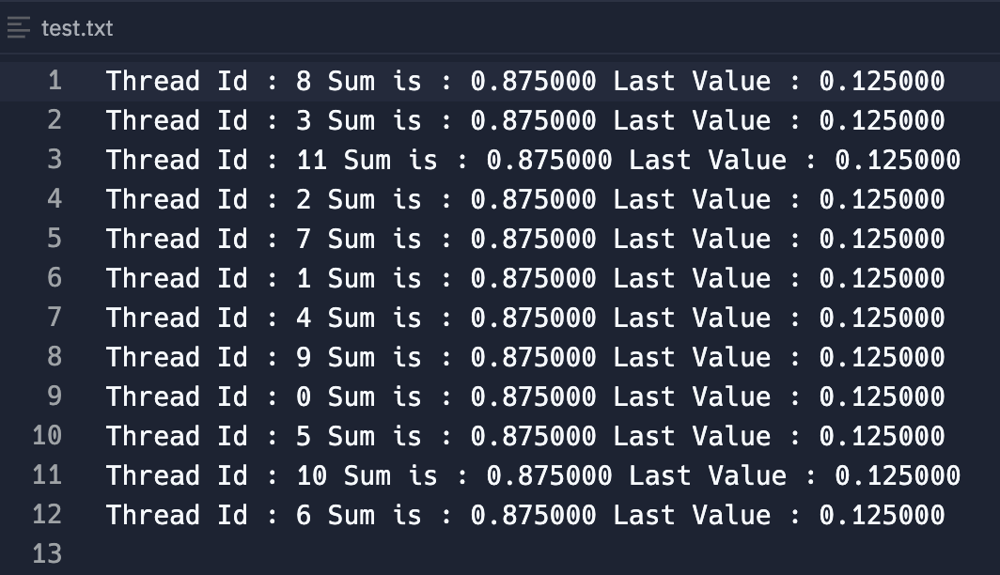 test.txt
1 Thread Id : 8 Sum is : 0.875000 Last Value : 0.125000
2 Thread Id : 3 Sum is : 0.875000 Last Value : 0.125000
3 Thread Id : 11 Sum is : 0.875000 Last Value : 0.125000
4 Thread Id : 2 Sum is : 0.875000 Last Value : 0.125000
5 Thread Id : 7 Sum is : 0.875000 Last Value : 0.125000
6 Thread Id : 1 Sum is : 0.875000 Last Value : 0.125000
7 Thread Id : 4 Sum is : 0.875000 Last Value : 0.125000
8 Thread Id : 9 Sum is : 0.875000 Last Value : 0.125000
9 Thread Id : 0 Sum is : 0.875000 Last Value : 0.125000
10 Thread Id : 5 Sum is : 0.875000 Last Value : 0.125000
11 Thread Id : 10 Sum is : 0.875000 Last Value : 0.125000
12 Thread Id : 6 Sum is : 0.875000 Last Value : 0.125000
13